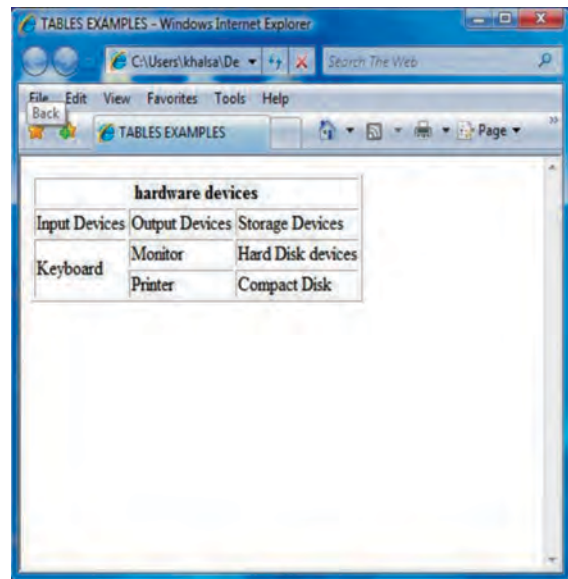 TABLES EXAMPLES - Windows Internet Explorer
C:\Users\khalsa\De
Search The Web
File Edit View Favorites Tools Help
Back
TABLES EXAMPLES
Page
hardware devices
Input Devices Output Devices Storage Devices
Keyboard Monitor Hard Disk devices
Printer Compact Disk